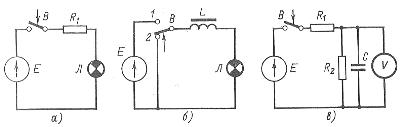 В R₁ E Л
а)
1 2 В L E Л
б)
В R₁ E R₂ C V
в)